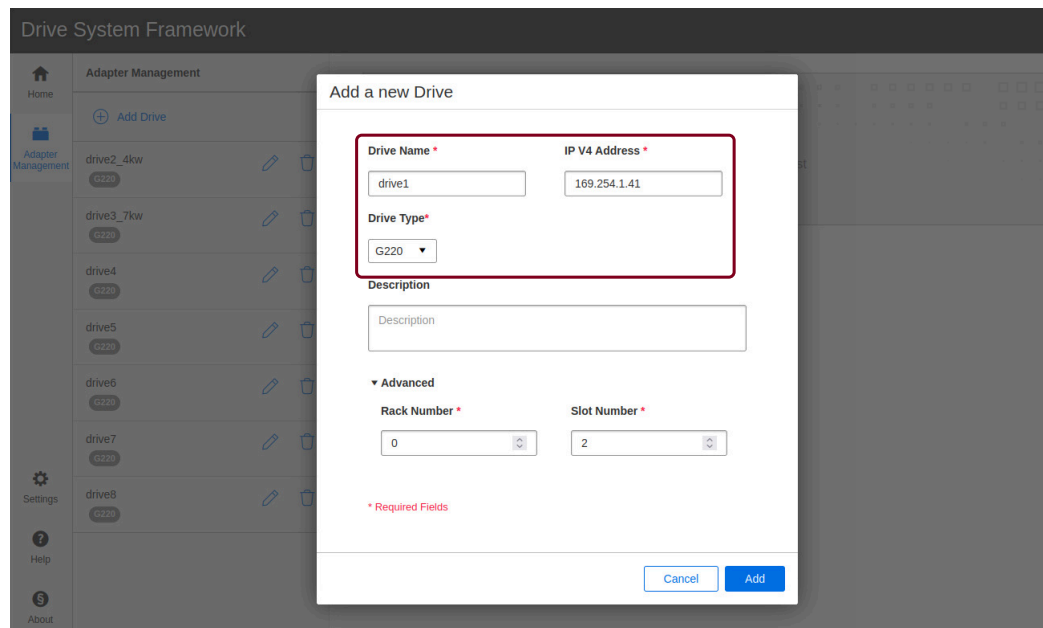 Drive System Framework
Home
Adapter Management
Settings
Help
About
Adapter Management
Add Drive
drive2_4kw
G220
drive3_7kw
G220
drive4
G220
drive5
G220
drive6
G220
drive7
G220
drive8
G220
Add a new Drive
Drive Name *
IP V4 Address *
drive1
169.254.1.41
Drive Type*
G220
Description
Description
Advanced
Rack Number *
Slot Number *
0
2
* Required Fields
Cancel
Add
st